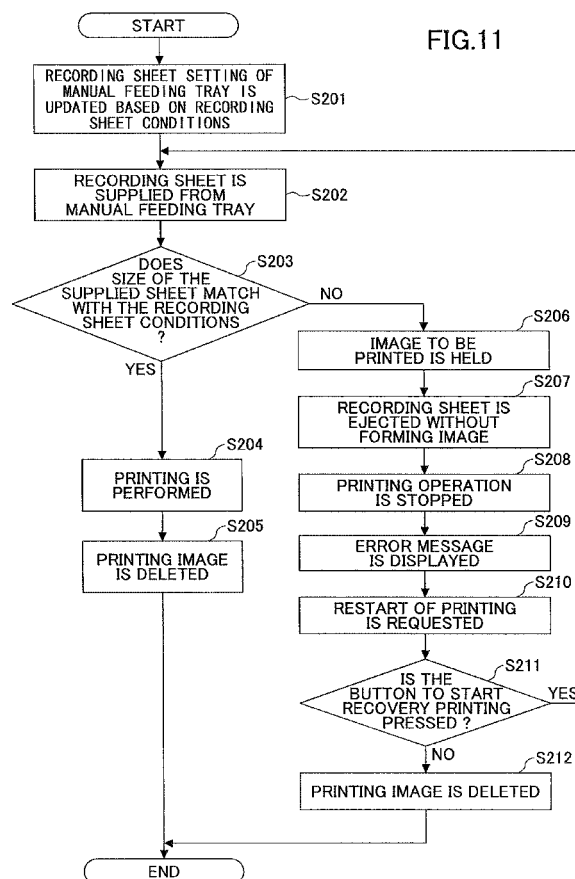 START
FIG.11
RECORDING SHEET SETTING OF
MANUAL FEEDING TRAY IS
UPDATED BASED ON RECORDING
SHEET CONDITIONS
S201
RECORDING SHEET IS
SUPPLIED FROM
MANUAL FEEDING TRAY
S202
DOES
SIZE OF THE
SUPPLIED SHEET MATCH
WITH THE RECORDING
SHEET CONDITIONS
?
S203
NO
YES
S204
PRINTING IS
PERFORMED
S205
PRINTING IMAGE
IS DELETED
S206
IMAGE TO BE
PRINTED IS HELD
S207
RECORDING SHEET IS
EJECTED WITHOUT
FORMING IMAGE
S208
PRINTING OPERATION
IS STOPPED
S209
ERROR MESSAGE
IS DISPLAYED
S210
RESTART OF PRINTING
IS REQUESTED
S211
IS THE
BUTTON TO START
RECOVERY PRINTING
PRESSED ?
YES
NO
S212
PRINTING IMAGE IS DELETED
END